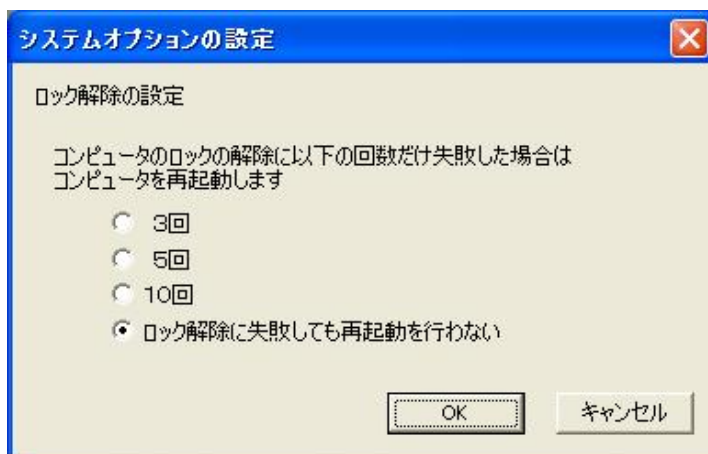 システムオプションの設定
ロック解除の設定
コンピュータのロックの解除に以下の回数だけ失敗した場合は
コンピュータを再起動します
3回
5回
10回
ロック解除に失敗しても再起動を行わない
OK
キャンセル